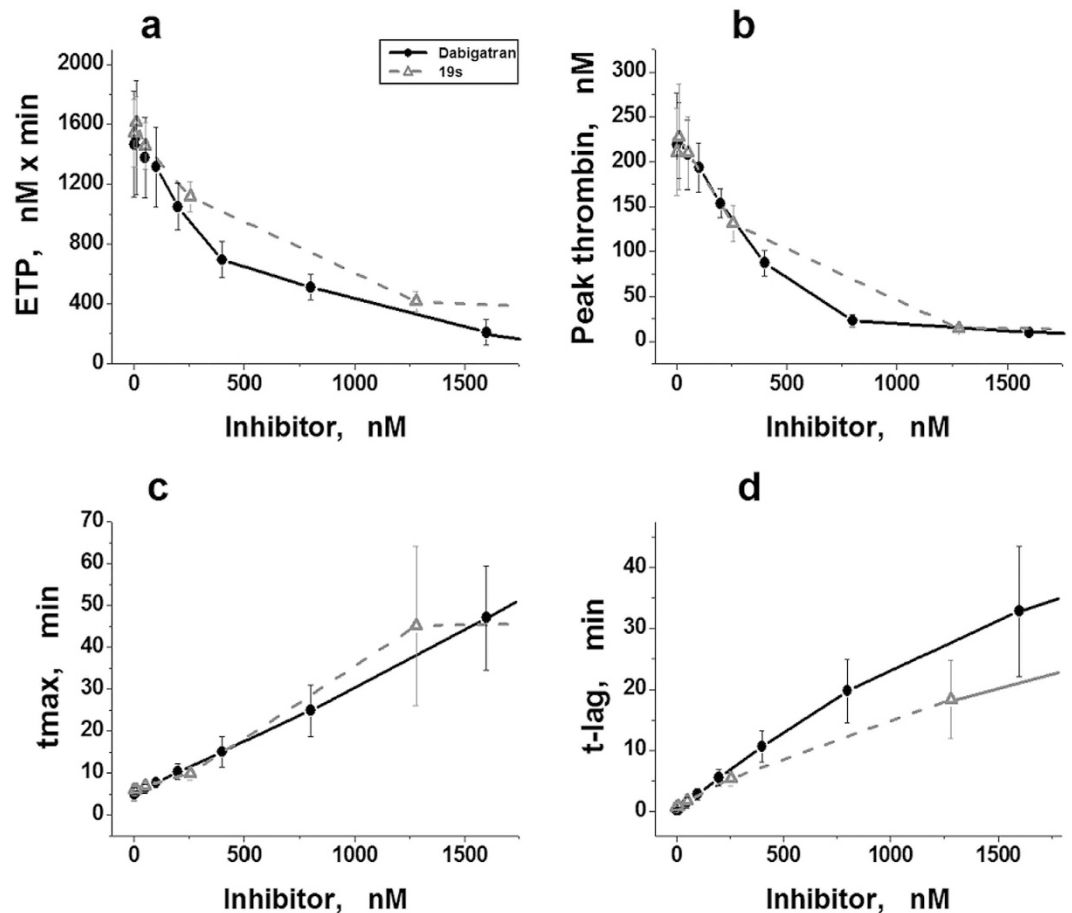 a
Dabigatran
19s
ETP, nM x min
2000
1600
1200
800
400
0
0 500 1000 1500
Inhibitor, nM
b
Peak thrombin, nM
300
250
200
150
100
50
0
0 500 1000 1500
Inhibitor, nM
c
tmax, min
70
60
50
40
30
20
10
0
0 500 1000 1500
Inhibitor, nM
d
t-lag, min
40
30
20
10
0
0 500 1000 1500
Inhibitor, nM